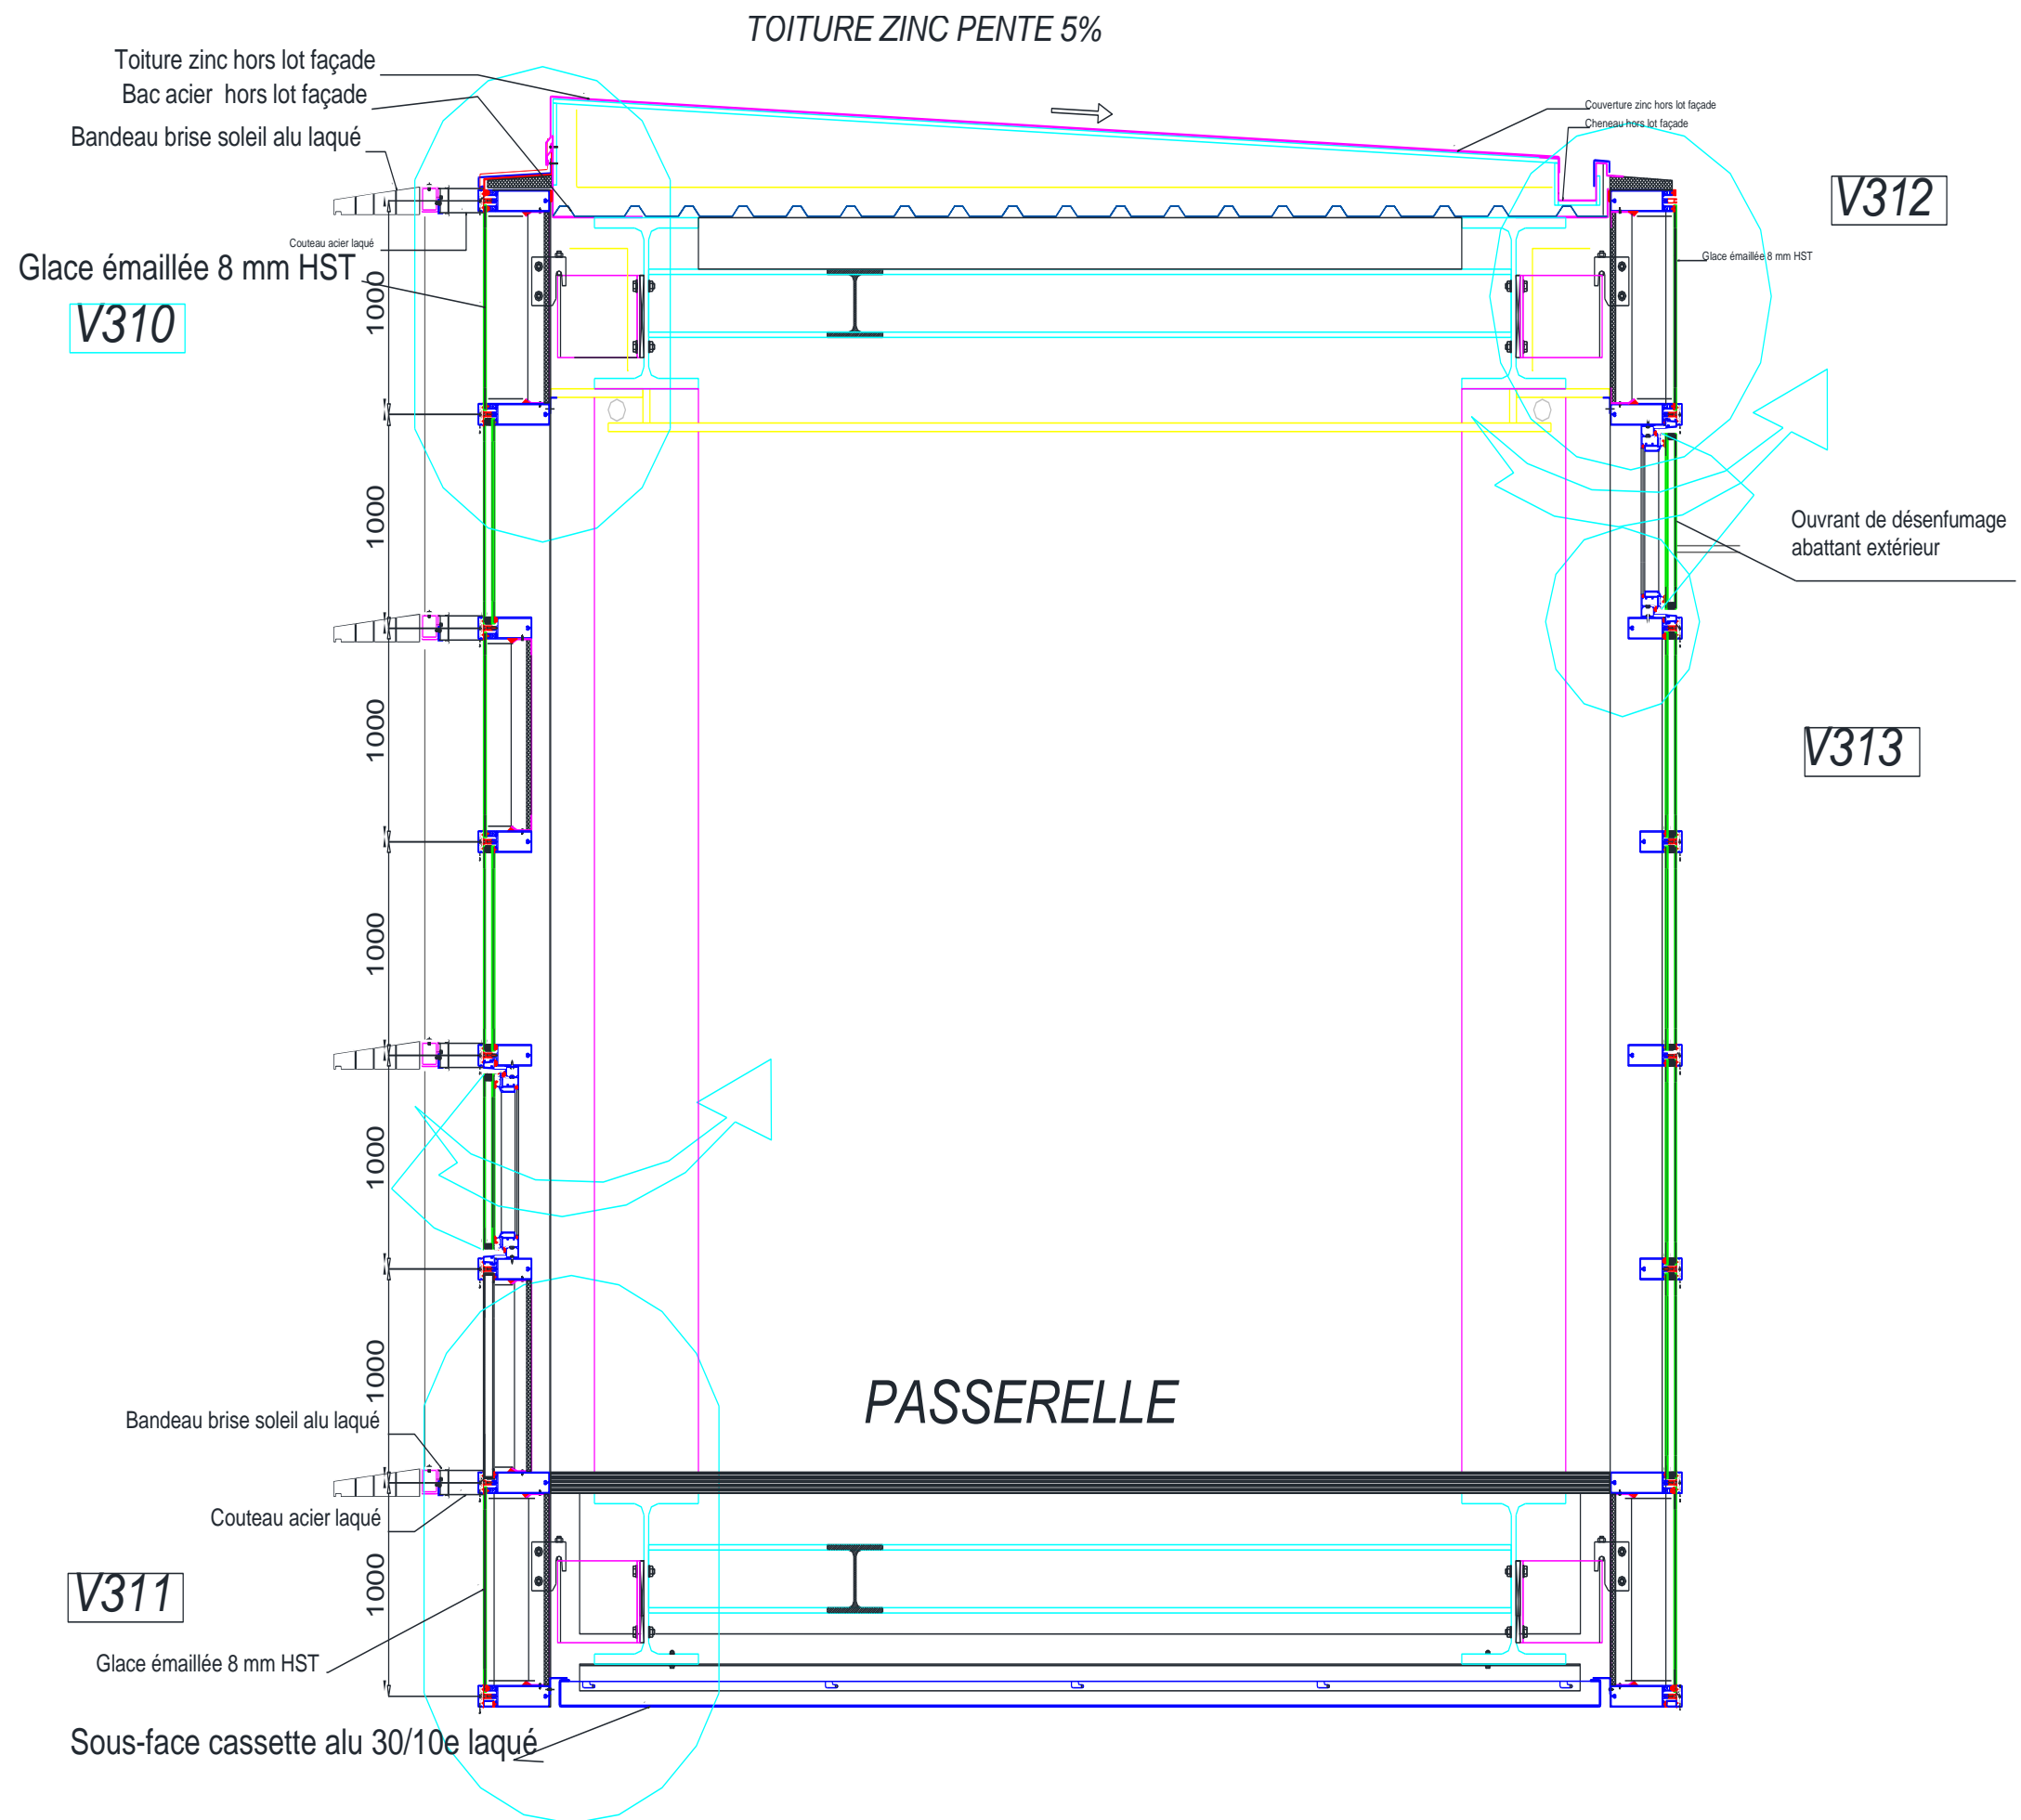 TOITURE ZINC PENTE 5%
Toiture zinc hors lot façade
Bac acier hors lot façade
Bandeau brise soleil alu laqué
Couverture zinc hors lot façade
Cheneau hors lot façade
V312
Couteau acier laqué
Glace émaillée 8 mm HST
Glace émaillée 8 mm HST
V310
1000
1000
Ouvrant de désenfumage
abattant extérieur
1000
V313
1000
1000
1000
PASSERELLE
Bandeau brise soleil alu laqué
Couteau acier laqué
1000
V311
Glace émaillée 8 mm HST
Sous-face cassette alu 30/10e laqué